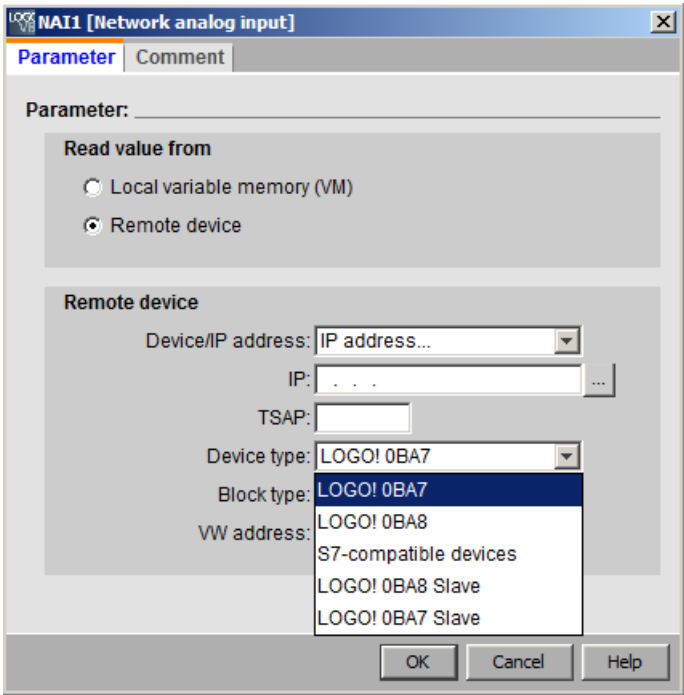 NAI1 [Network analog input]
Parameter Comment
Parameter:
Read value from
Local variable memory (VM)
Remote device
Remote device
Device/IP address: IP address...
IP: . . . ...
TSAP:
Device type: LOGO! 0BA7
Block type: LOGO! 0BA7
LOGO! 0BA8
VW address:
S7-compatible devices
LOGO! 0BA8 Slave
LOGO! 0BA7 Slave
OK Cancel Help